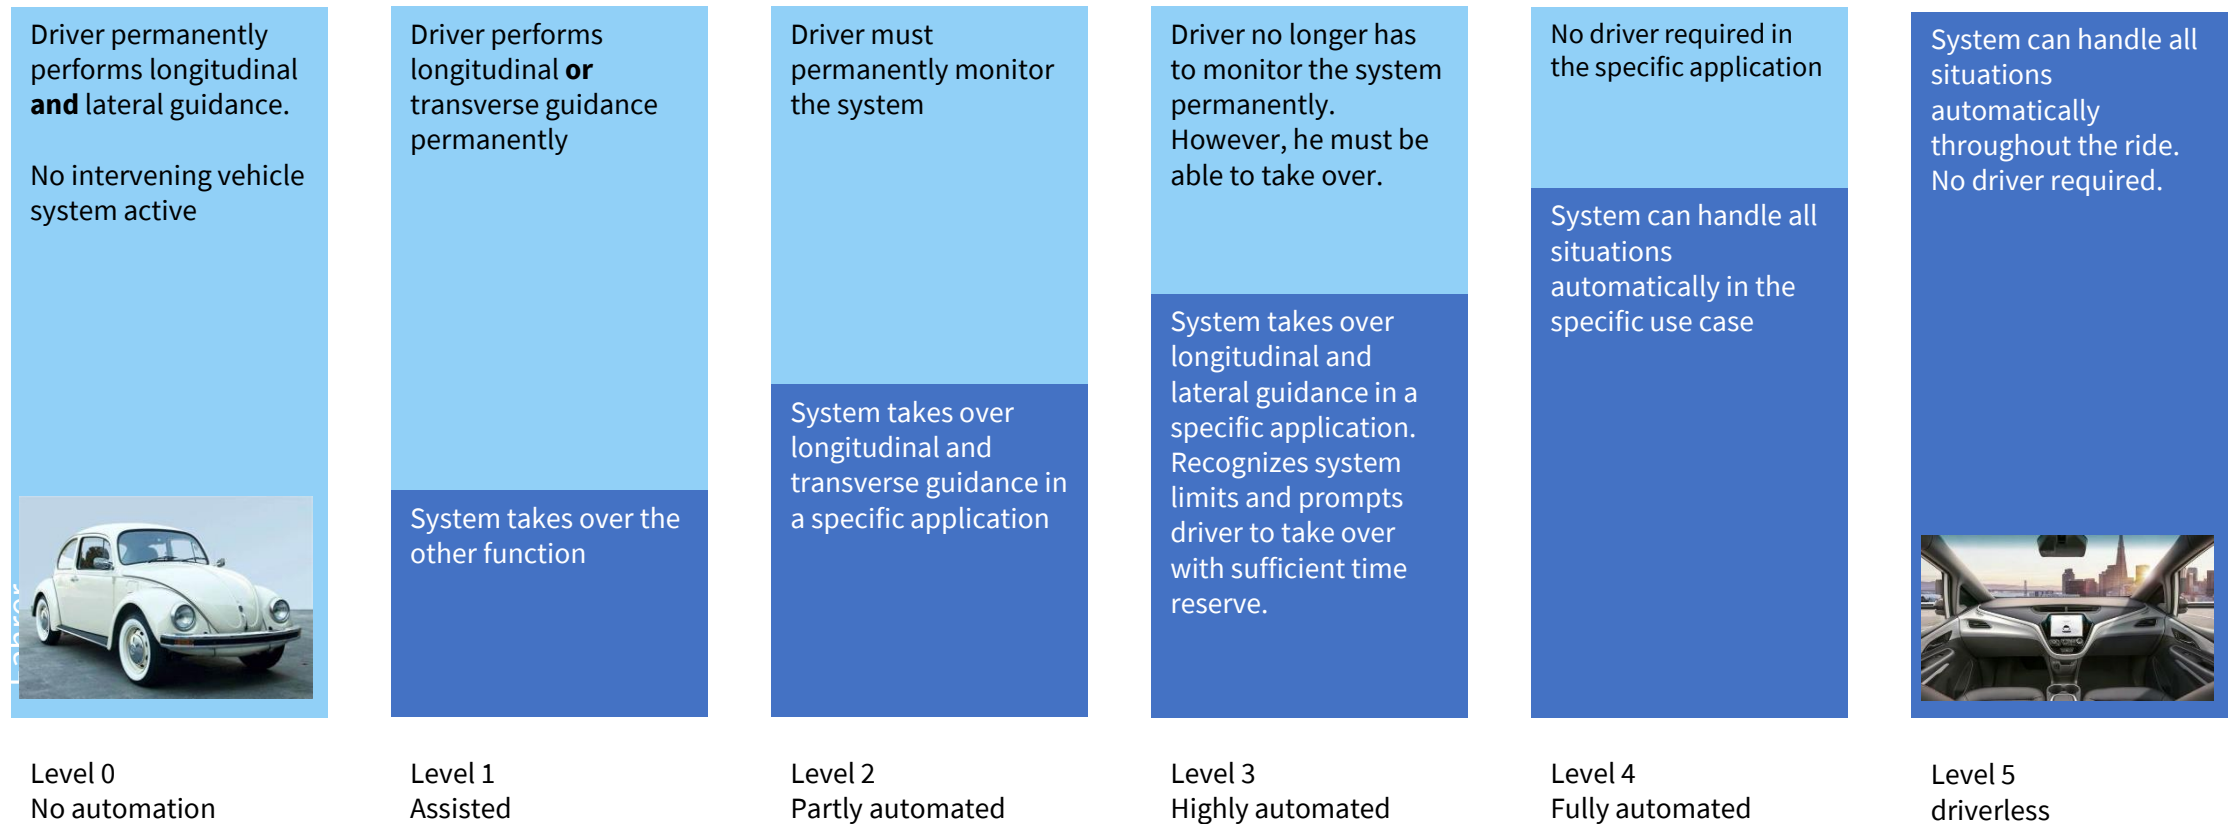 Driver permanently
performs longitudinal
and lateral guidance.
No intervening vehicle
system active
Driver performs
longitudinal or
transverse guidance
permanently
System takes over the
other function
Driver must
permanently monitor
the system
System takes over
longitudinal and
transverse guidance in
a specific application
Driver no longer has
to monitor the system
permanently.
However, he must be
able to take over.
System takes over
longitudinal and
lateral guidance in a
specific application.
Recognizes system
limits and prompts
driver to take over
with sufficient time
reserve.
No driver required in
the specific application
System can handle all
situations
automatically in the
specific use case
System can handle all
situations
automatically
throughout the ride.
No driver required.
Level 0
No automation
Level 1
Assisted
Level 2
Partly automated
Level 3
Highly automated
Level 4
Fully automated
Level 5
driverless